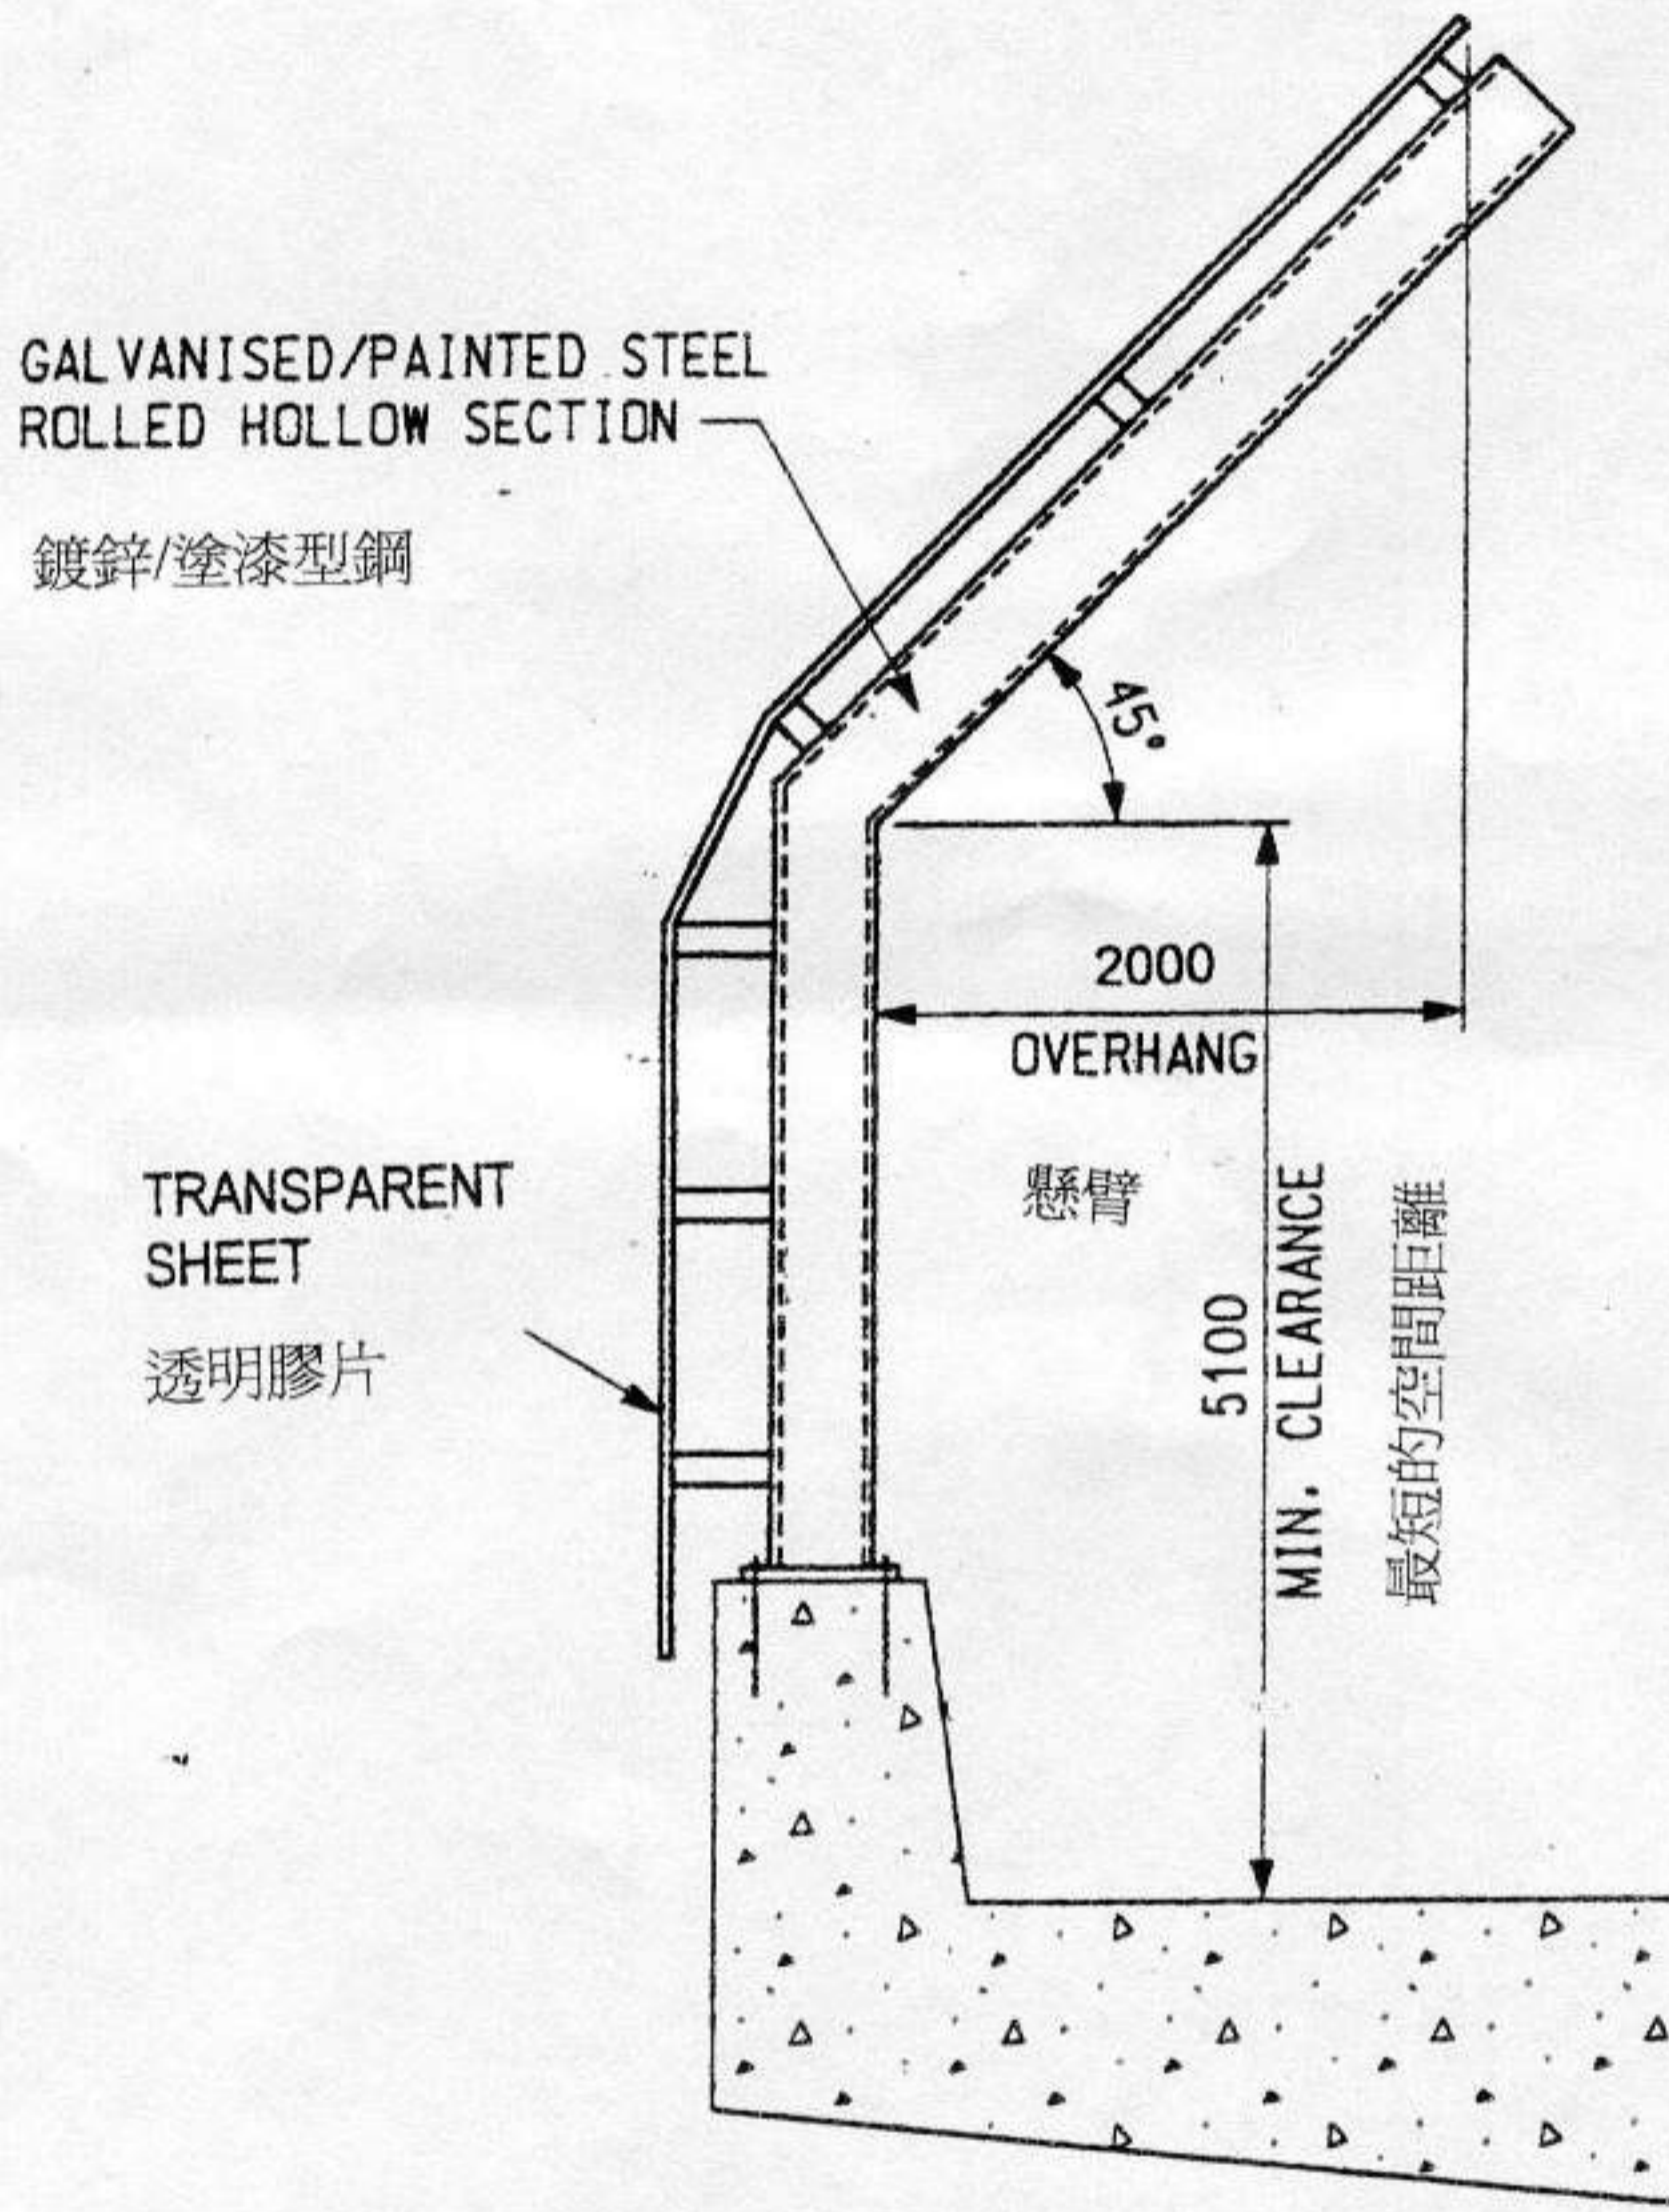 GALVANISED/PAINTED STEEL
ROLLED HOLLOW SECTION
鍍鋅/塗漆型鋼
45°
2000
OVERHANG
懸臂
TRANSPARENT
SHEET
透明膠片
5100
MIN. CLEARANCE
最短的空間距離